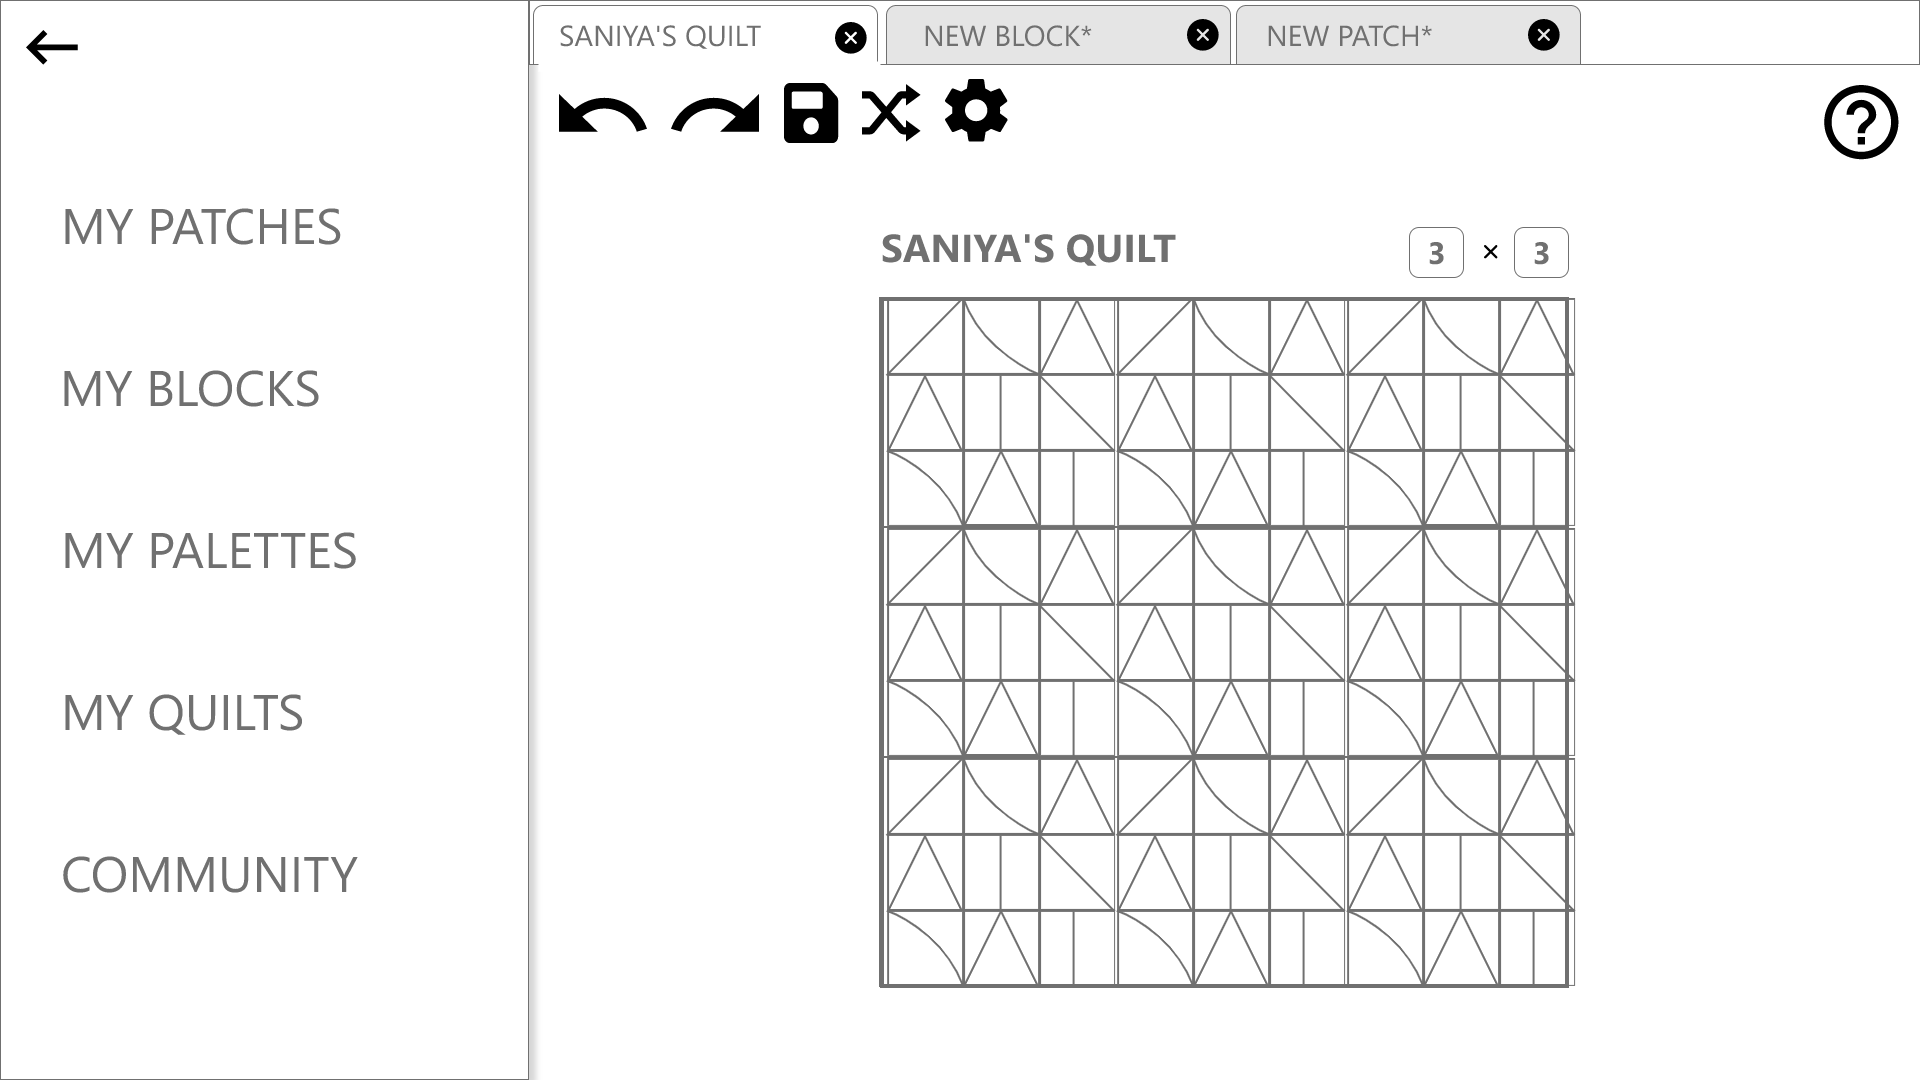 SANIYA'S QUILT
NEW BLOCK*
NEW PATCH*
MY PATCHES
MY BLOCKS
MY PALETTES
MY QUILTS
COMMUNITY
SANIYA'S QUILT
3 × 3